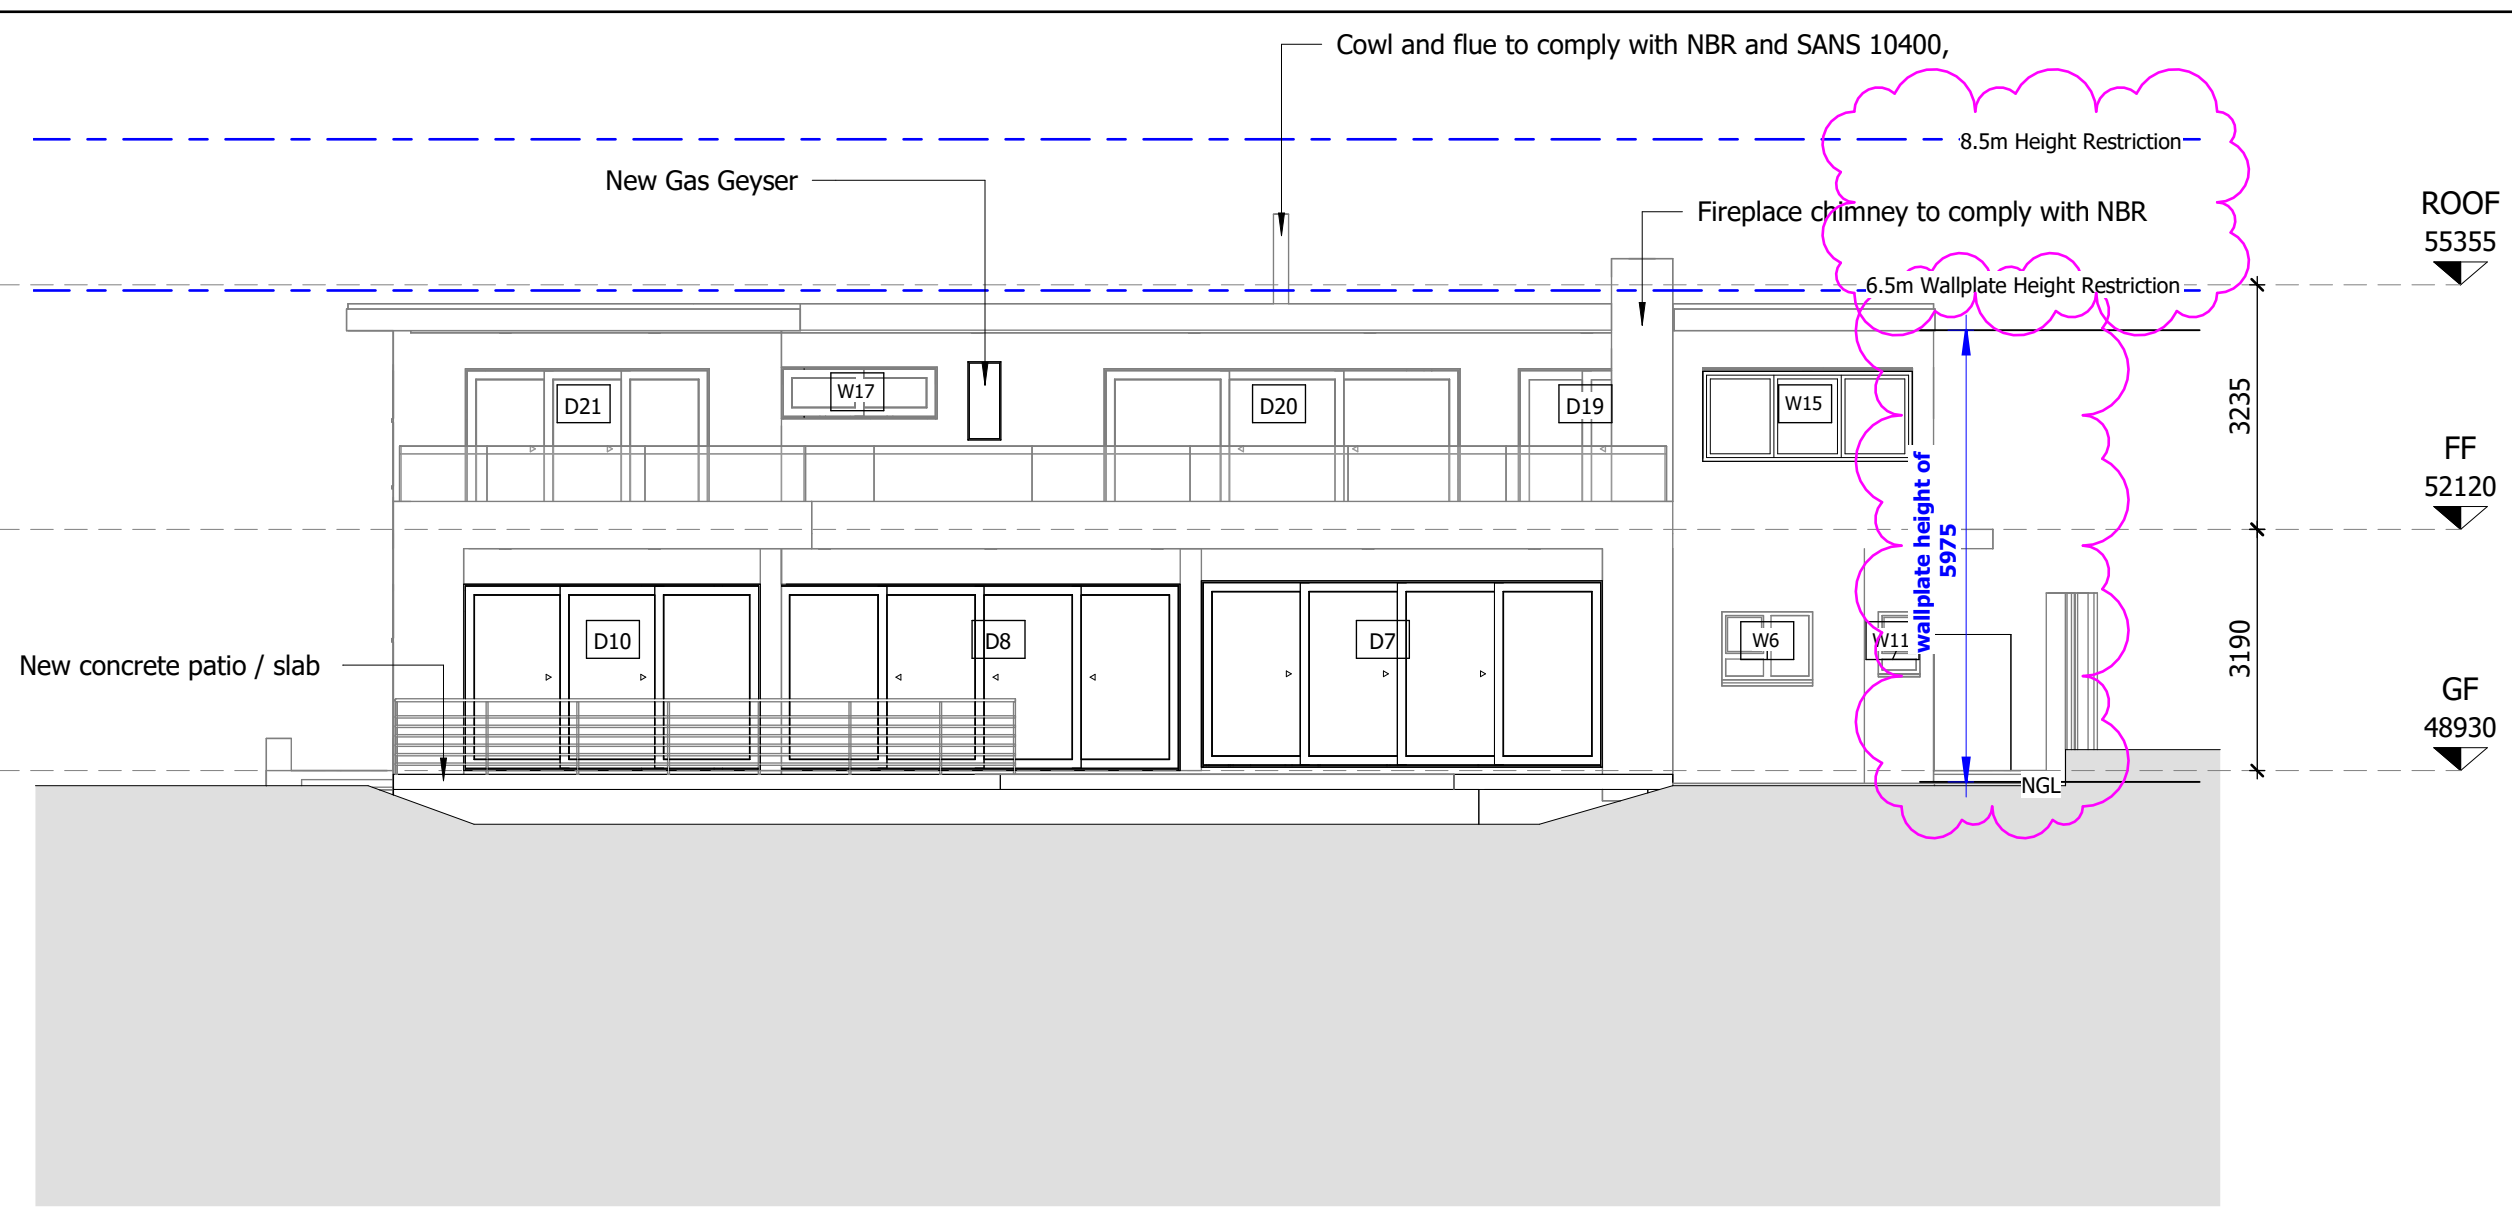 Cowl and flue to comply with NBR and SANS 10400,
8.5m Height Restriction
New Gas Geyser
Fireplace chimney to comply with NBR
ROOF
55355
6.5m Wallplate Height Restriction
D21
W17
D20
D19
W15
3235
FF
52120
wallplate height of
5975
D10
D8
D7
W6
W11
3190
New concrete patio / slab
GF
48930
NGL